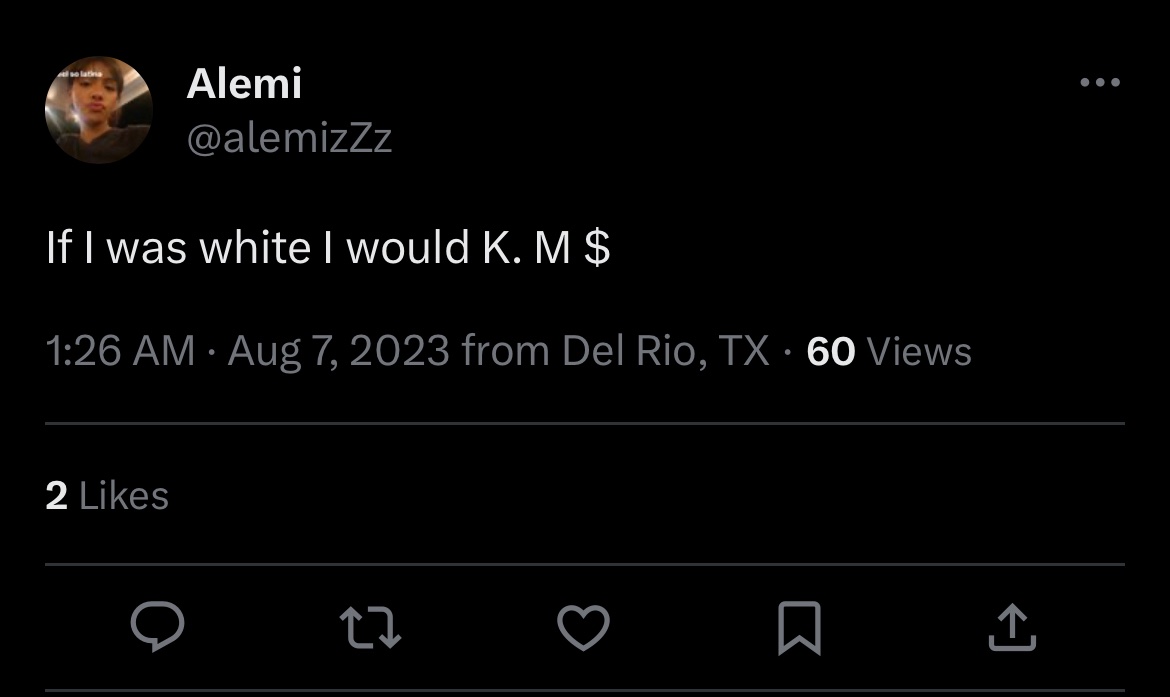 Alemi
@alemizZz
If I was white I would K. M $
1:26 AM · Aug 7, 2023 from Del Rio, TX · 60 Views
2 Likes